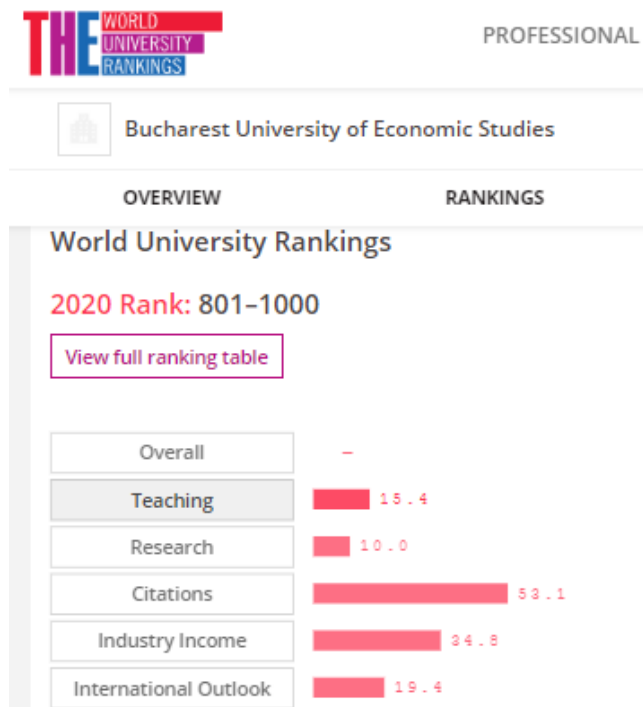 THE WORLD
UNIVERSITY
RANKINGS
PROFESSIONAL
Bucharest University of Economic Studies
OVERVIEW RANKINGS
World University Rankings
2020 Rank: 801–1000
View full ranking table
Overall –
Teaching 15.4
Research 10.0
Citations 53.1
Industry Income 34.8
International Outlook 19.4